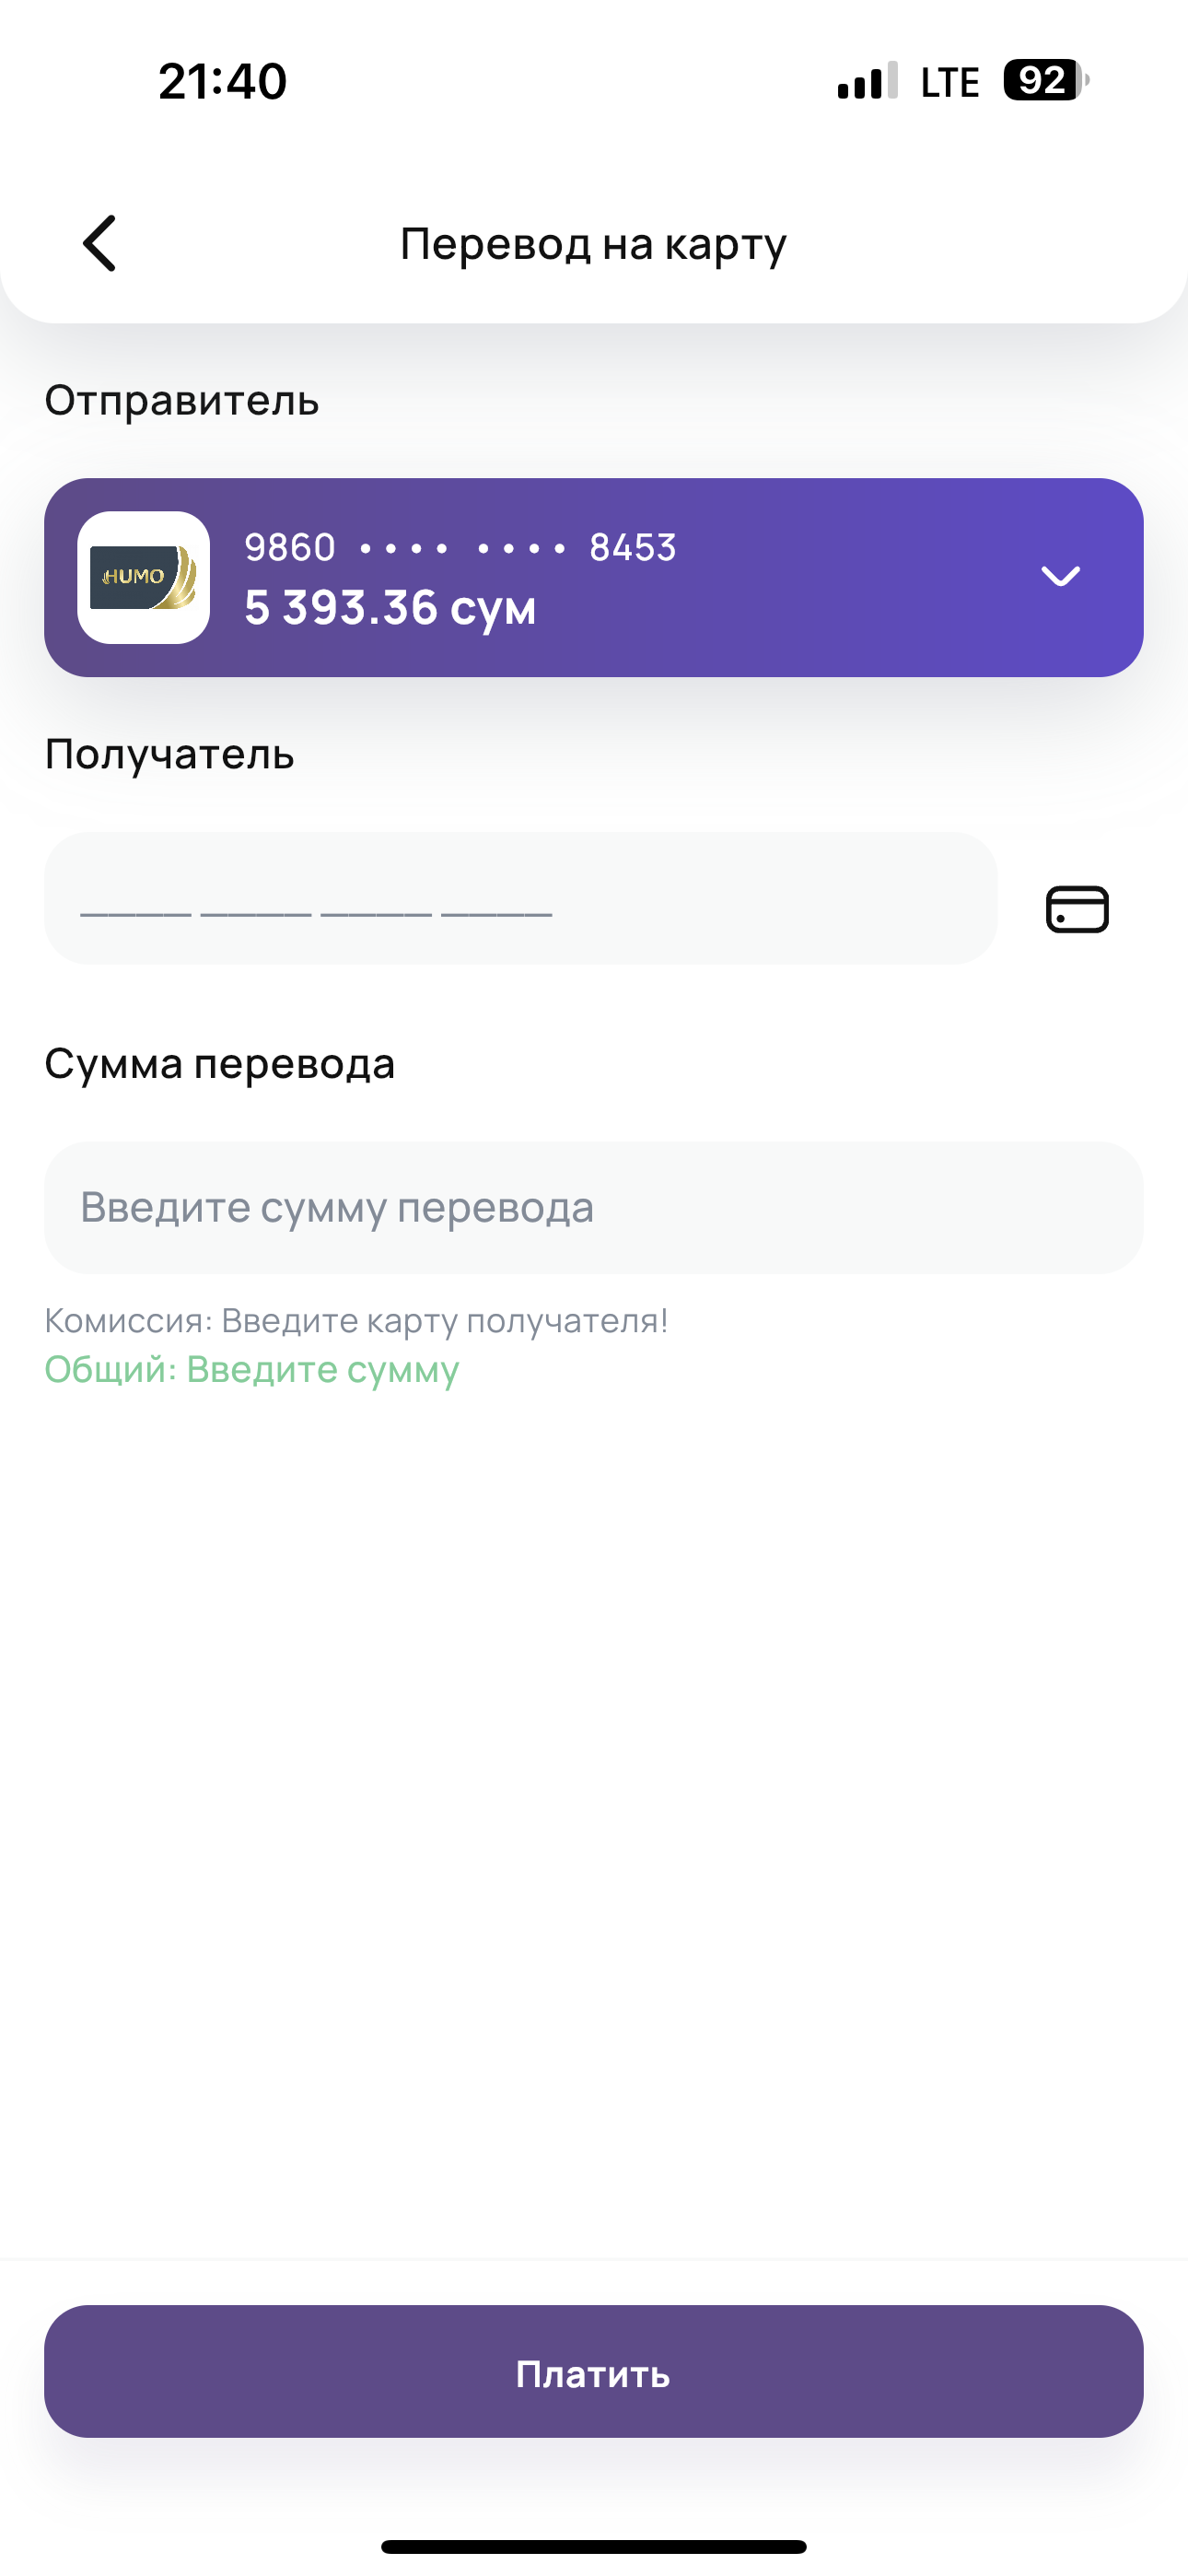 21:40 LTE 92
Перевод на карту
Отправитель
HUMO
9860 •••• •••• 8453
5 393.36 сум
Получатель
____ ____ ____ ____
Сумма перевода
Введите сумму перевода
Комиссия: Введите карту получателя!
Общий: Введите сумму
Платить